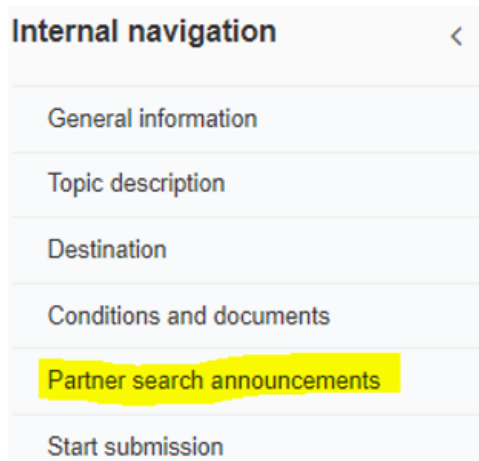 Internal navigation
General information
Topic description
Destination
Conditions and documents
Partner search announcements
Start submission